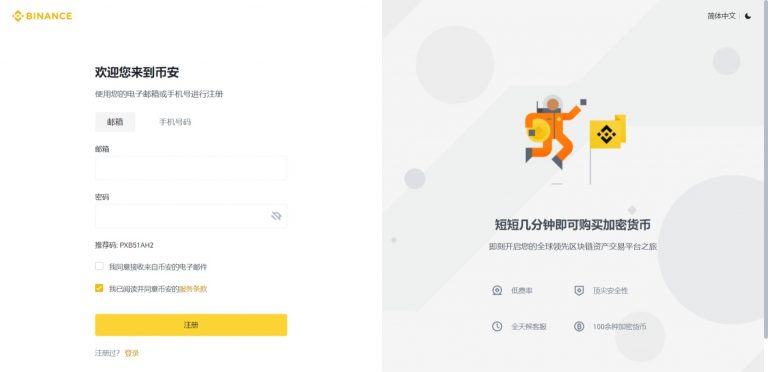 BINANCE
简体中文
欢迎您来到币安
使用您的电子邮箱或手机号进行注册
邮箱
手机号码
邮箱
密码
推荐码: PXB51AH2
我同意接收来自币安的电子邮件
我已阅读并同意币安的服务条款
注册
注册过? 登录
短短几分钟即可购买加密货币
即刻开启您的全球领先区块链资产交易平台之旅
低费率
顶尖安全性
全天候客服
100余种加密货币